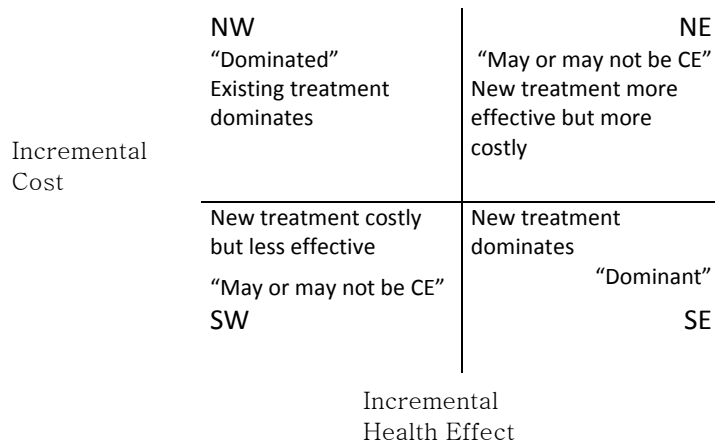 NW
“Dominated”
Existing treatment
dominates
NE
“May or may not be CE”
New treatment more
effective but more
costly
Incremental
Cost
New treatment costly
but less effective
“May or may not be CE”
SW
New treatment
dominates
“Dominant”
SE
Incremental
Health Effect